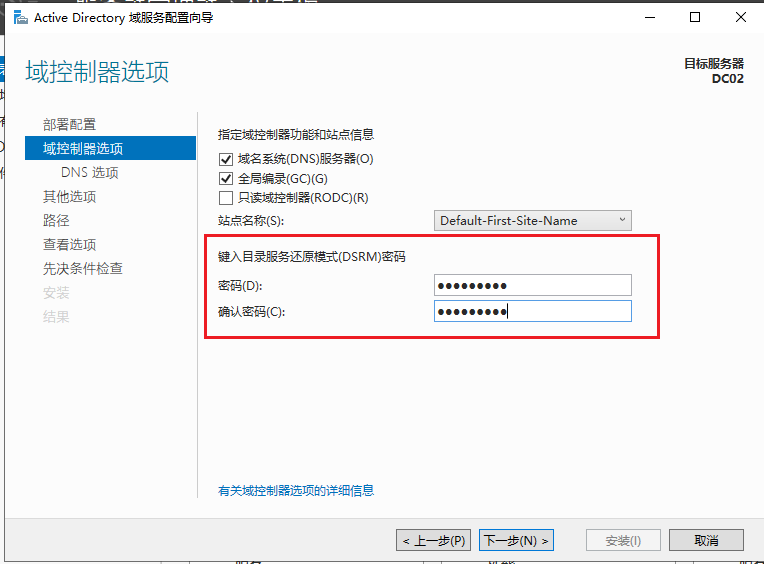 Active Directory 域服务配置向导
域控制器选项
目标服务器
DC02
部署配置
域控制器选项
DNS 选项
其他选项
路径
查看选项
先决条件检查
安装
结果
指定域控制器功能和站点信息
域名系统(DNS)服务器(O)
全局编录(GC)(G)
只读域控制器(RODC)(R)
站点名称(S): Default-First-Site-Name
键入目录服务还原模式(DSRM)密码
密码(D): ●●●●●●●●●
确认密码(C): ●●●●●●●●●
有关域控制器选项的详细信息
< 上一步(P) 下一步(N) > 安装(I) 取消